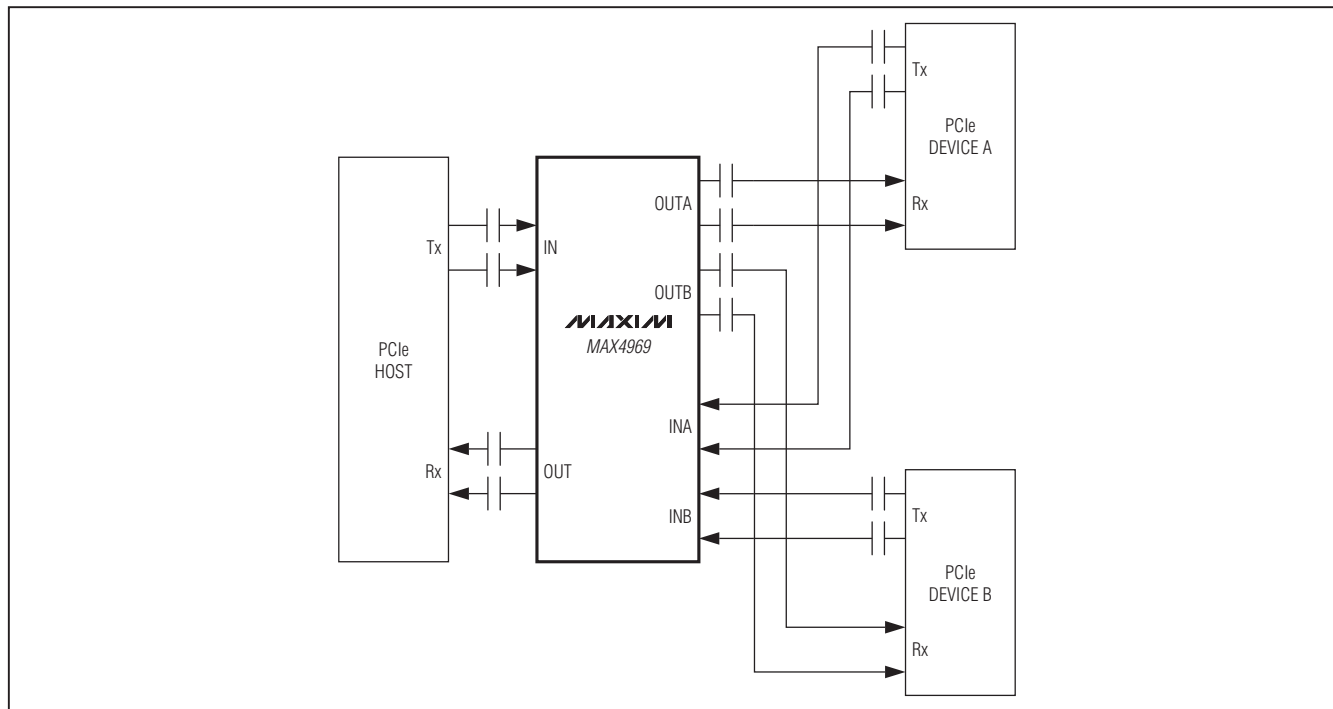 PCIe
HOST
Tx
Rx
IN
OUT
MAXIM
MAX4969
OUTA
OUTB
INA
INB
Tx
PCIe
DEVICE A
Rx
Tx
PCIe
DEVICE B
Rx